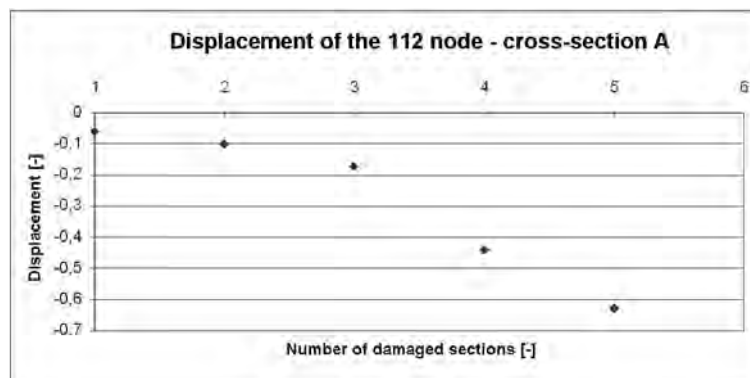 Displacement of the 112 node - cross-section A
1 2 3 4 5 6
0
-0,1
-0,2
-0,3
-0,4
-0,5
-0,6
-0,7
Displacement [-]
Number of damaged sections [-]